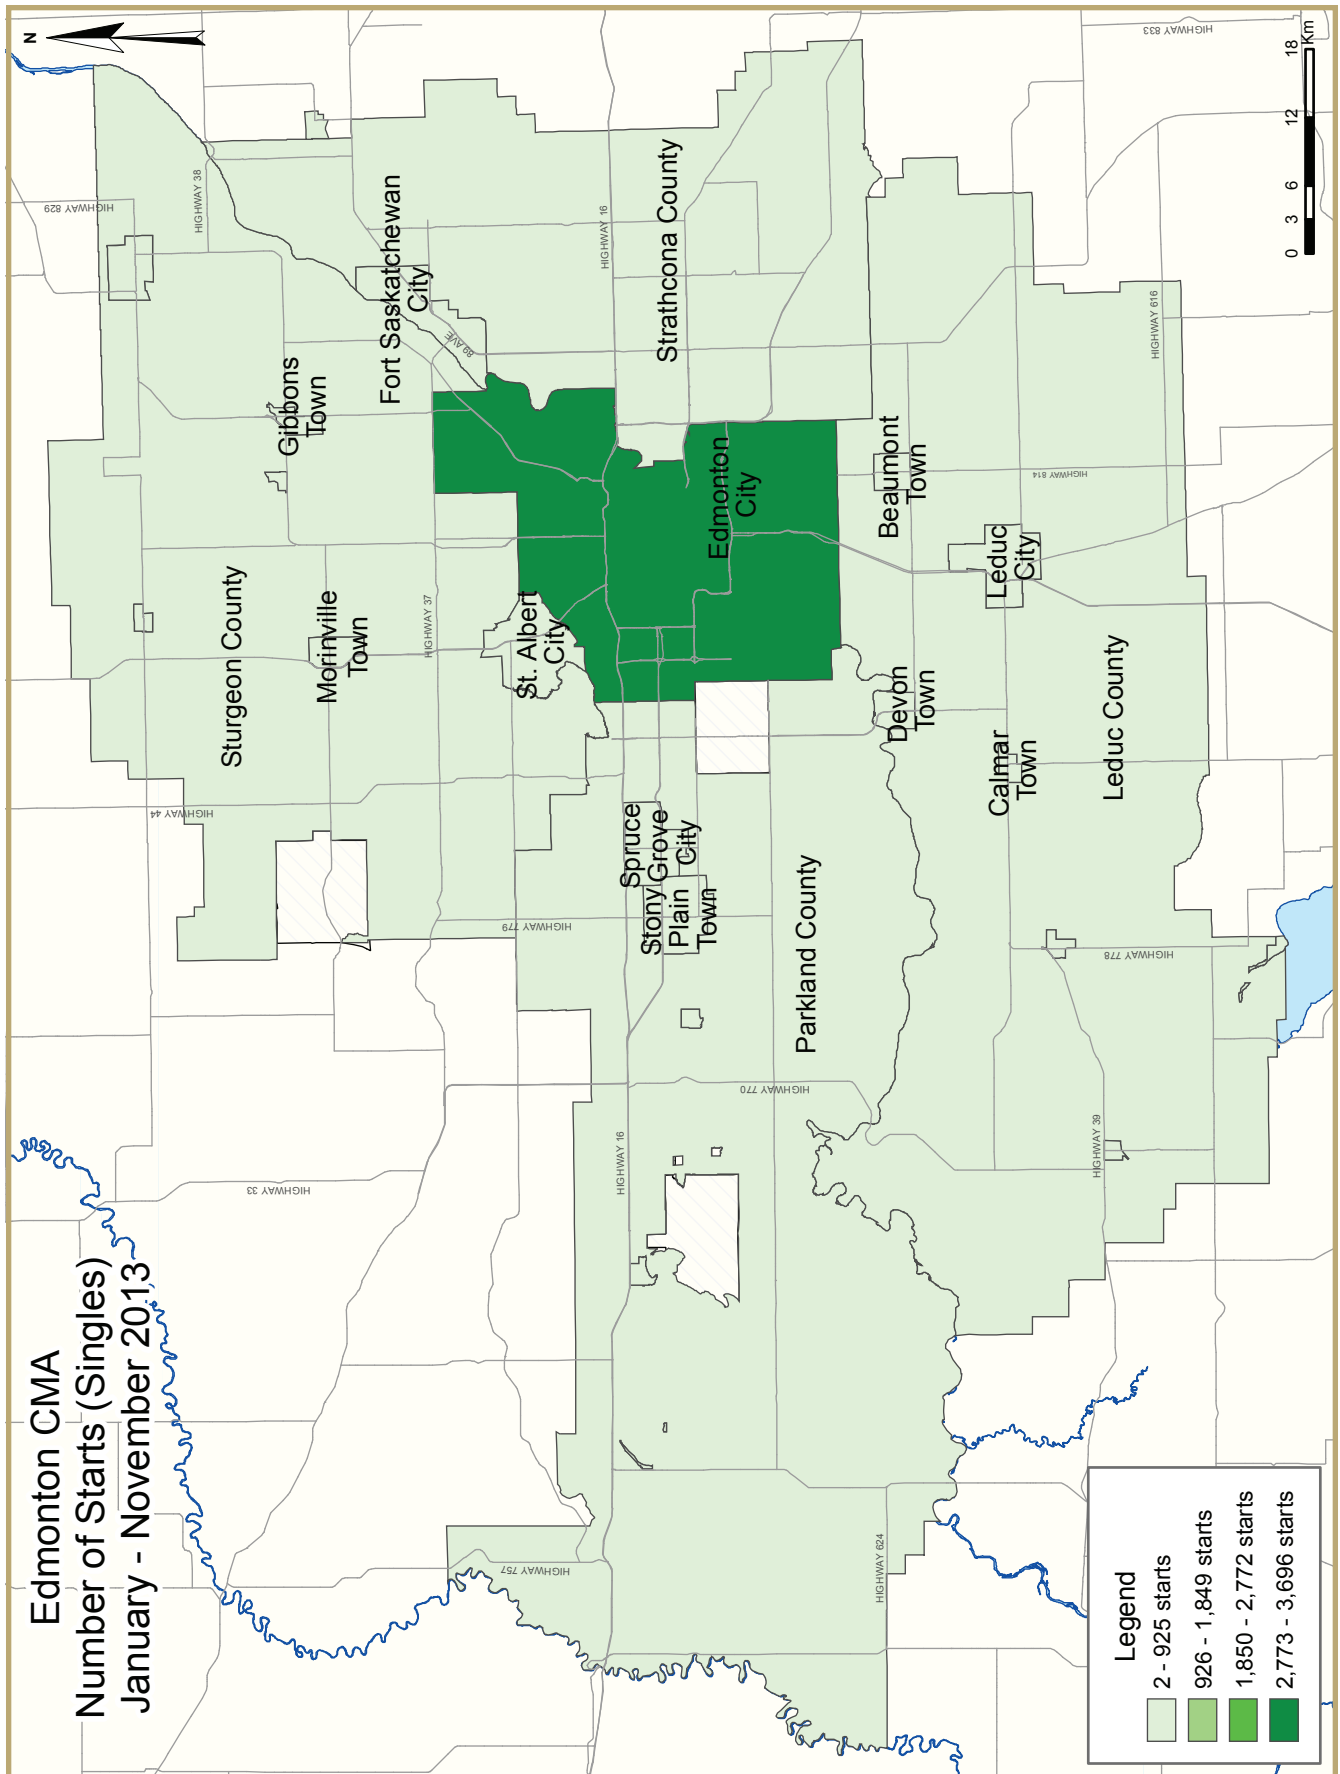 Edmonton CMA
Number of Starts (Singles)
January - November 2013
N
HIGHWAY 829
HIGHWAY 38
HIGHWAY 44
HIGHWAY 33
HIGHWAY 37
HIGHWAY 779
HIGHWAY 757
HIGHWAY 16
HIGHWAY 16
HIGHWAY 770
HIGHWAY 624
HIGHWAY 39
HIGHWAY 778
HIGHWAY 814
HIGHWAY 616
HIGHWAY 833
89 AVE
Sturgeon County
Gibbons
Town
Morinville
Town
Fort Saskatchewan
City
St. Albert
City
Strathcona County
Edmonton
City
Spruce
Grove
City
Stony
Plain
Town
Parkland County
Beaumont
Town
Devon
Town
Leduc
City
Calmar
Town
Leduc County
Legend
2 - 925 starts
926 - 1,849 starts
1,850 - 2,772 starts
2,773 - 3,696 starts
0 3 6 12 18
Km